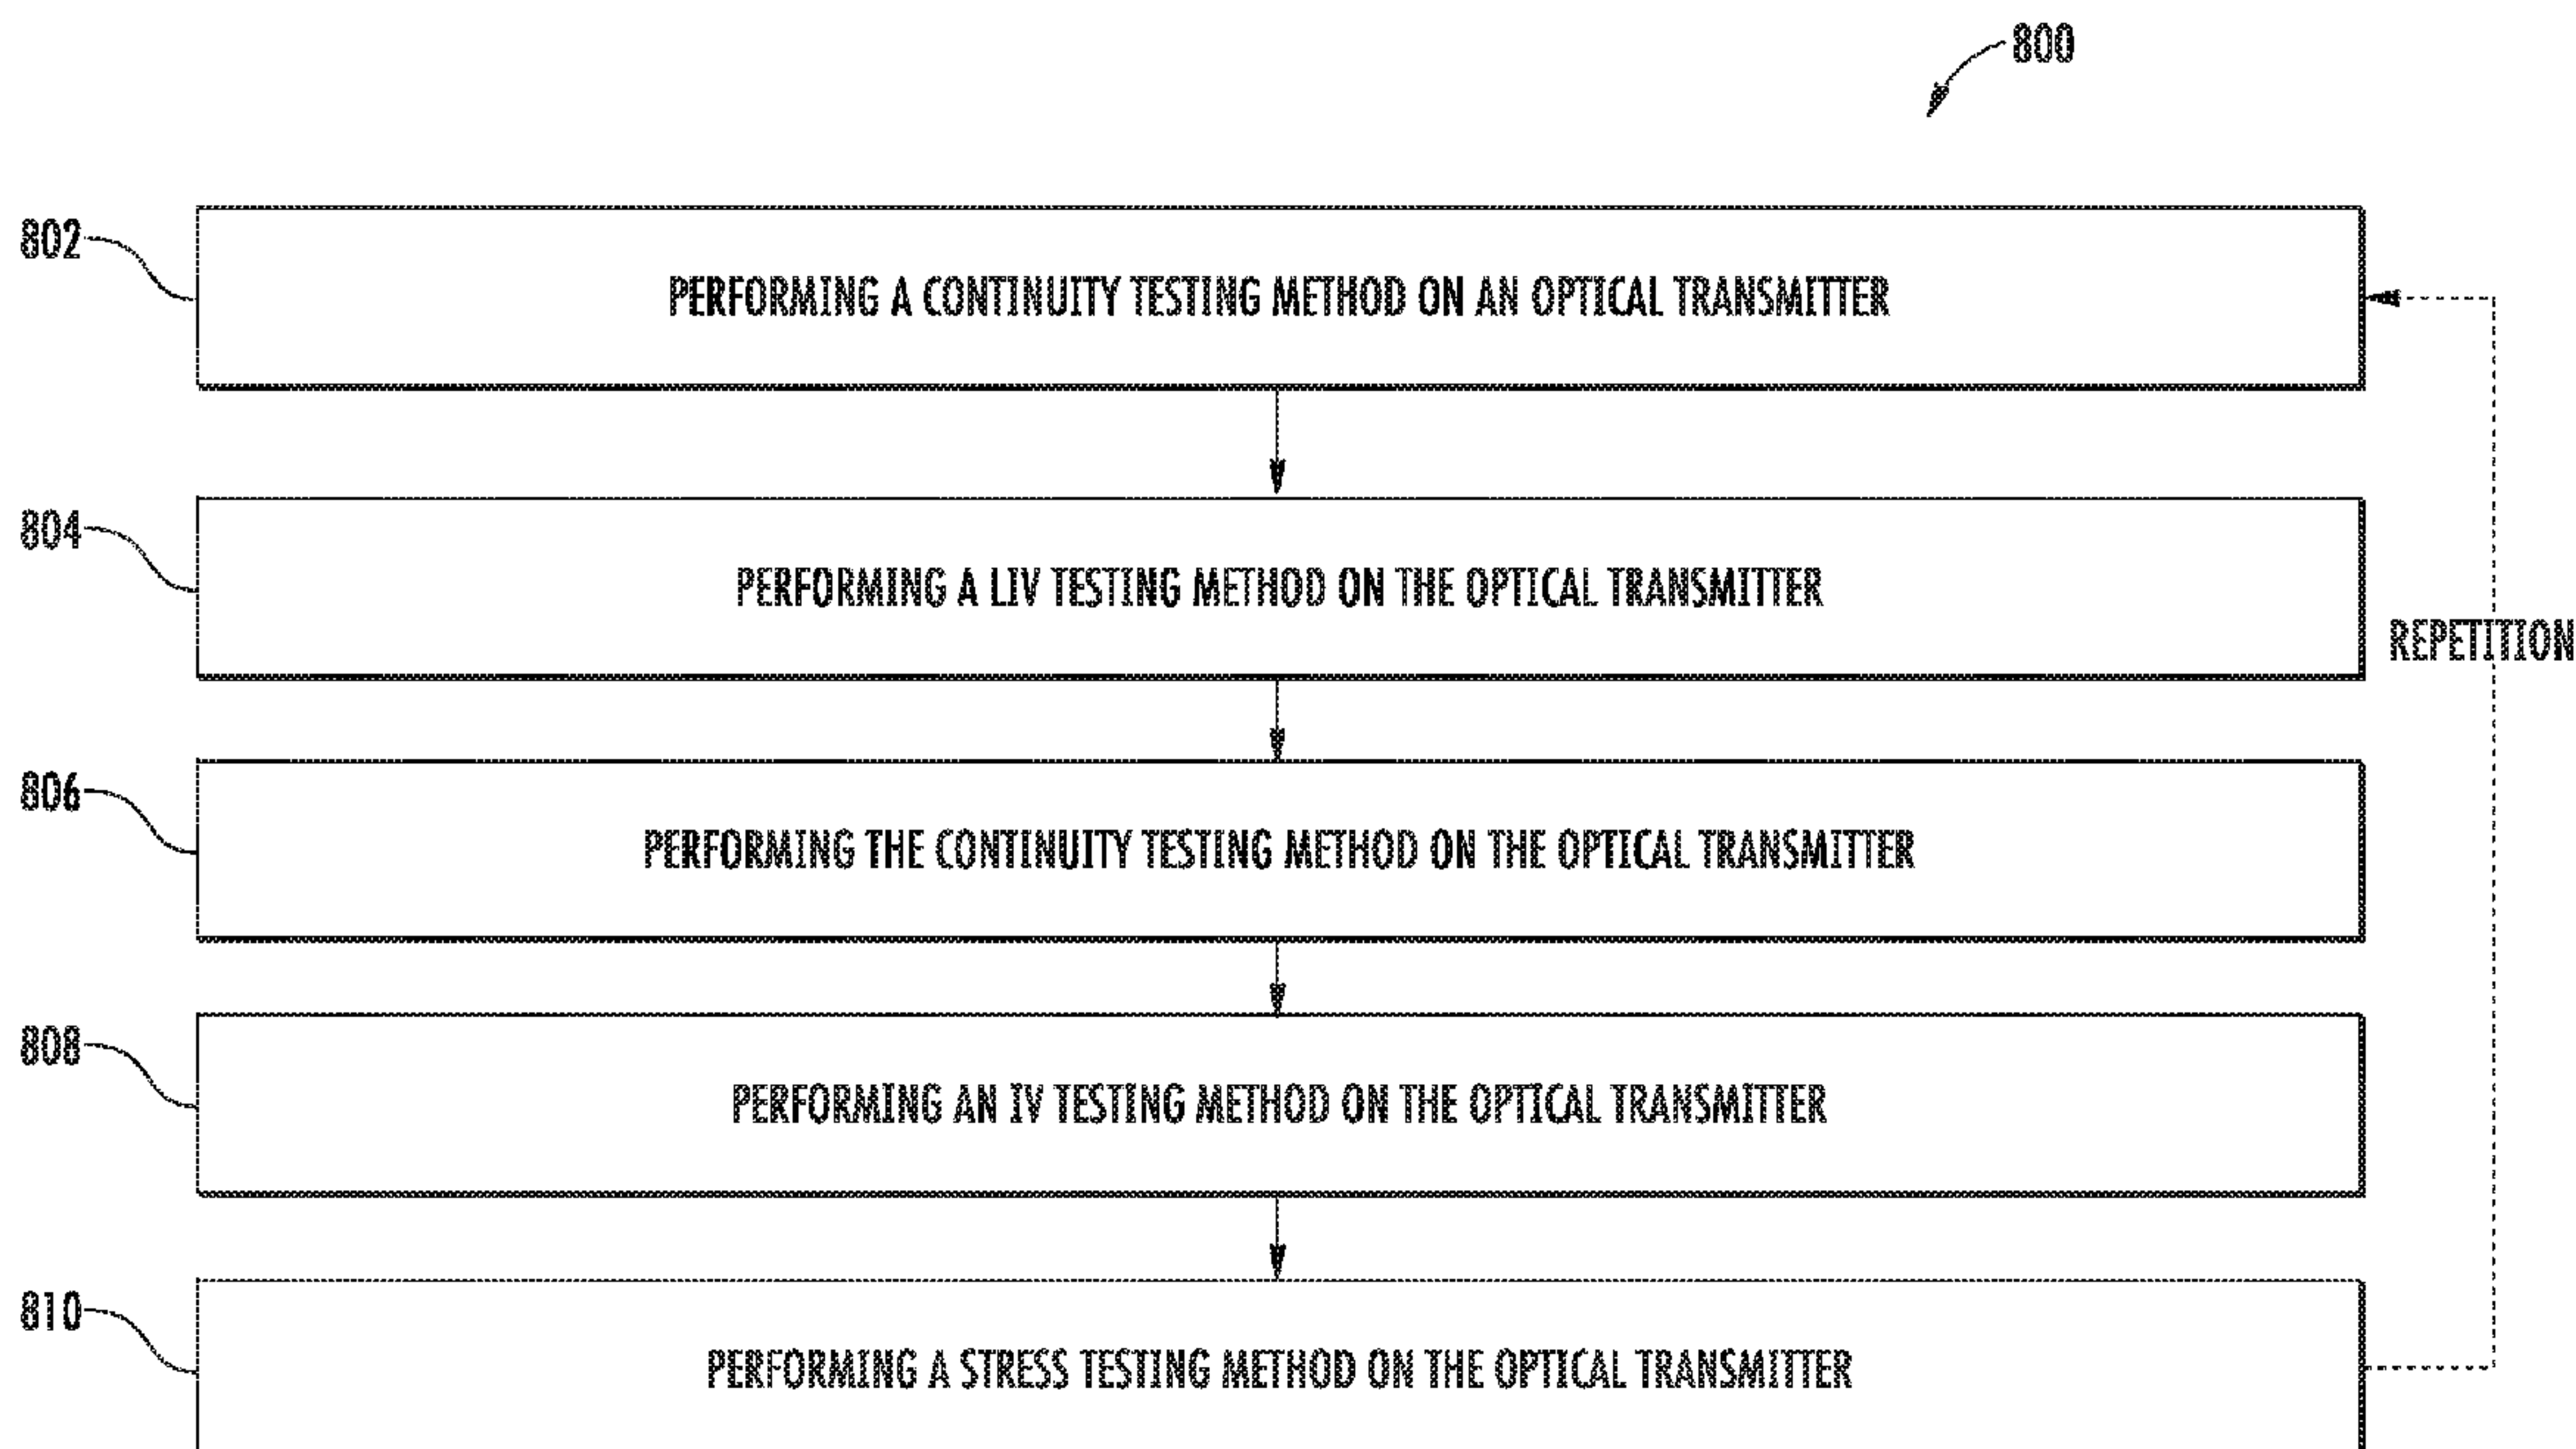 800
802
PERFORMING A CONTINUITY TESTING METHOD ON AN OPTICAL TRANSMITTER
804
PERFORMING A LIV TESTING METHOD ON THE OPTICAL TRANSMITTER
REPETITION
806
PERFORMING THE CONTINUITY TESTING METHOD ON THE OPTICAL TRANSMITTER
808
PERFORMING AN IV TESTING METHOD ON THE OPTICAL TRANSMITTER
810
PERFORMING A STRESS TESTING METHOD ON THE OPTICAL TRANSMITTER